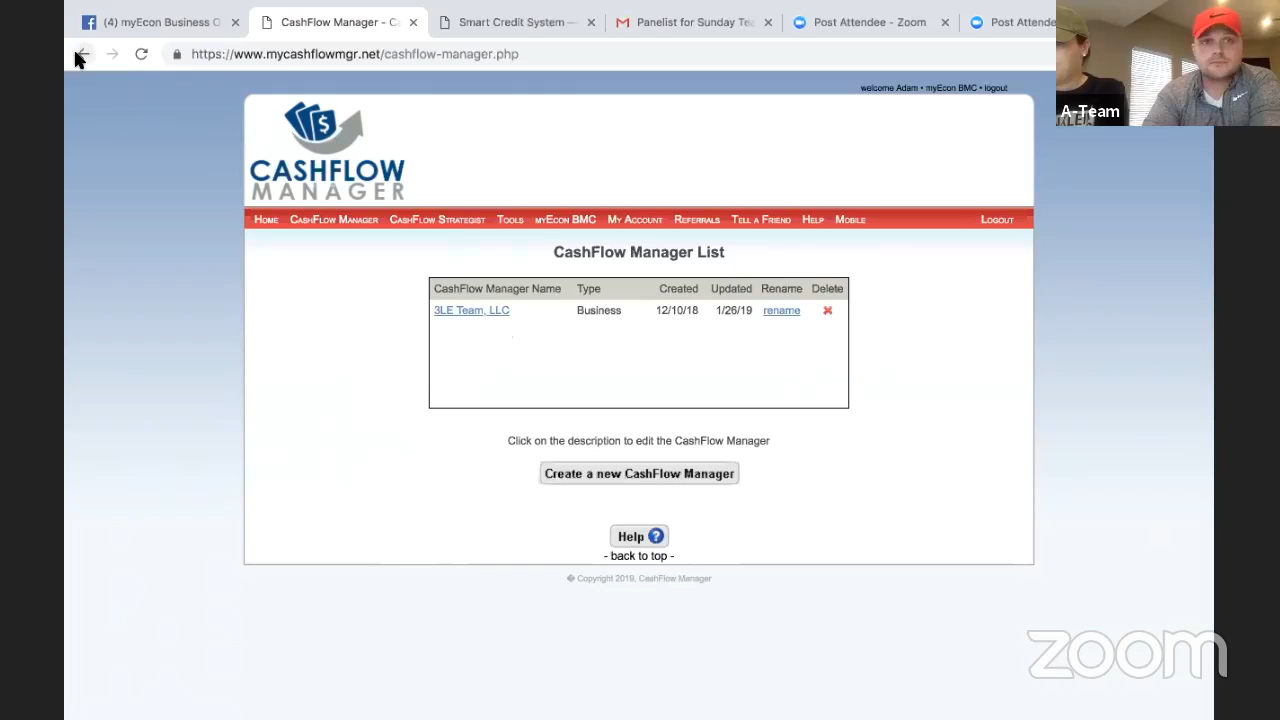 (4) myEcon Business O
CashFlow Manager - C
Smart Credit System —
Panelist for Sunday Tea
Post Attendee - Zoom
Post Attende
https://www.mycashflowmgr.net/cashflow-manager.php
A-Team
welcome Adam • myEcon BMC • logout
CASHFLOW
MANAGER
Home CashFlow Manager CashFlow Strategist Tools myEcon BMC My Account Referrals Tell a Friend Help Mobile Logout
CashFlow Manager List
CashFlow Manager Name Type Created Updated Rename Delete
3LE Team, LLC Business 12/10/18 1/26/19 rename
Click on the description to edit the CashFlow Manager
Create a new CashFlow Manager
Help ?
- back to top -
� Copyright 2019, CashFlow Manager
zoom